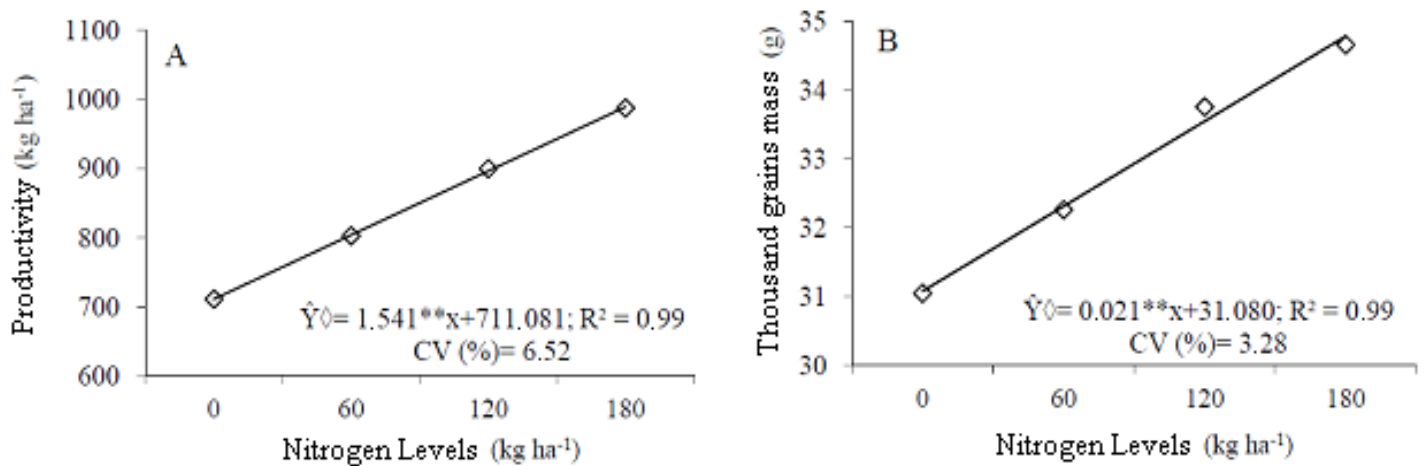 A
Productivity (kg ha⁻¹)
1100
1000
900
800
700
600
Ŷ◊= 1.541**x+711.081; R² = 0.99
CV (%)= 6.52
0 60 120 180
Nitrogen Levels (kg ha⁻¹)
B
Thousand grains mass (g)
35
34
33
32
31
30
Ŷ◊= 0.021**x+31.080; R² = 0.99
CV (%)= 3.28
0 60 120 180
Nitrogen Levels (kg ha⁻¹)